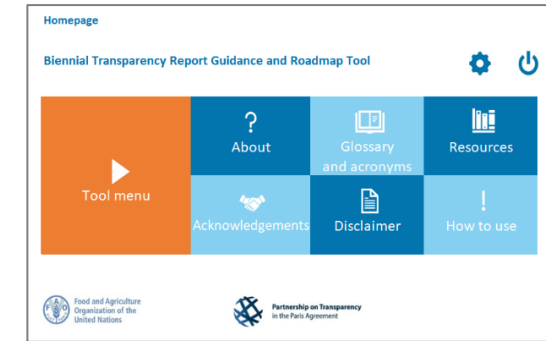 Homepage
Biennial Transparency Report Guidance and Roadmap Tool
Tool menu
?
About
Glossary
and acronyms
Resources
Acknowledgements
Disclaimer
!
How to use
Food and Agriculture
Organization of the
United Nations
Partnership on Transparency
in the Paris Agreement